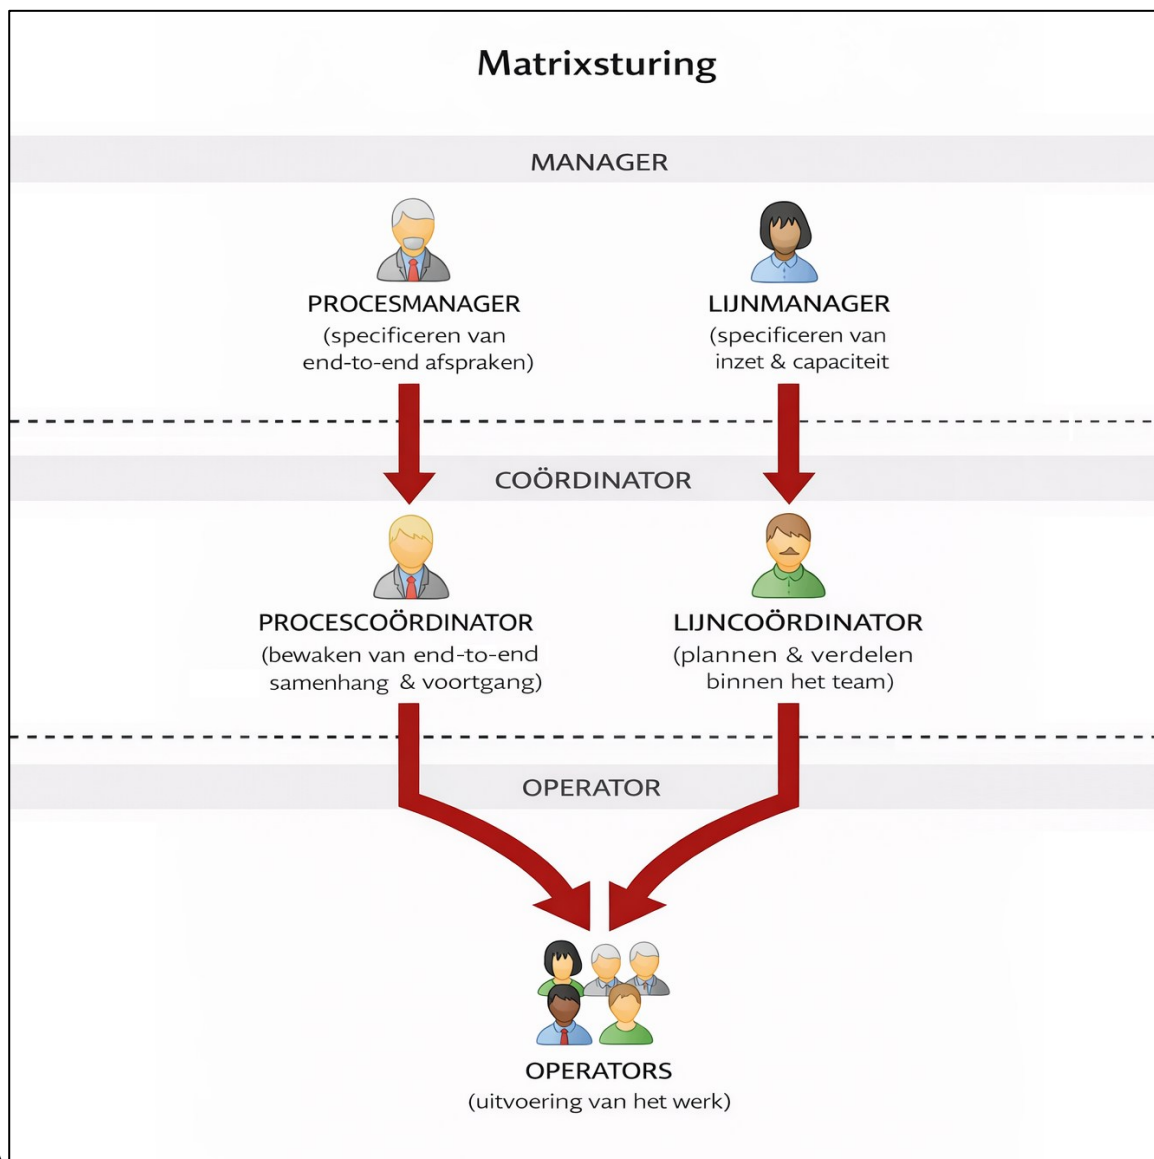 Matrixsturing
MANAGER
PROCESMANAGER
(specificeren van
end-to-end afspraken)
LIJNMANAGER
(specificeren van
inzet & capaciteit
COÖRDINATOR
PROCESCOÖRDINATOR
(bewaken van end-to-end
samenhang & voortgang)
LIJNCOÖRDINATOR
(plannen & verdelen
binnen het team)
OPERATOR
OPERATORS
(uitvoering van het werk)